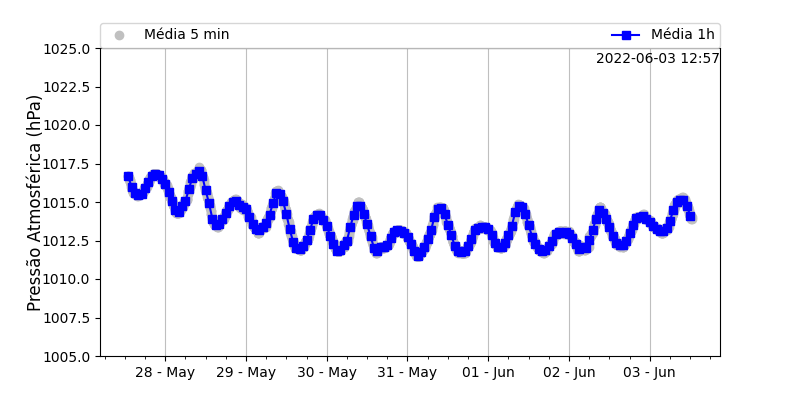 Média 5 min
Média 1h
2022-06-03 12:57
Pressão Atmosférica (hPa)
1025.0
1022.5
1020.0
1017.5
1015.0
1012.5
1010.0
1007.5
1005.0
28 - May
29 - May
30 - May
31 - May
01 - Jun
02 - Jun
03 - Jun